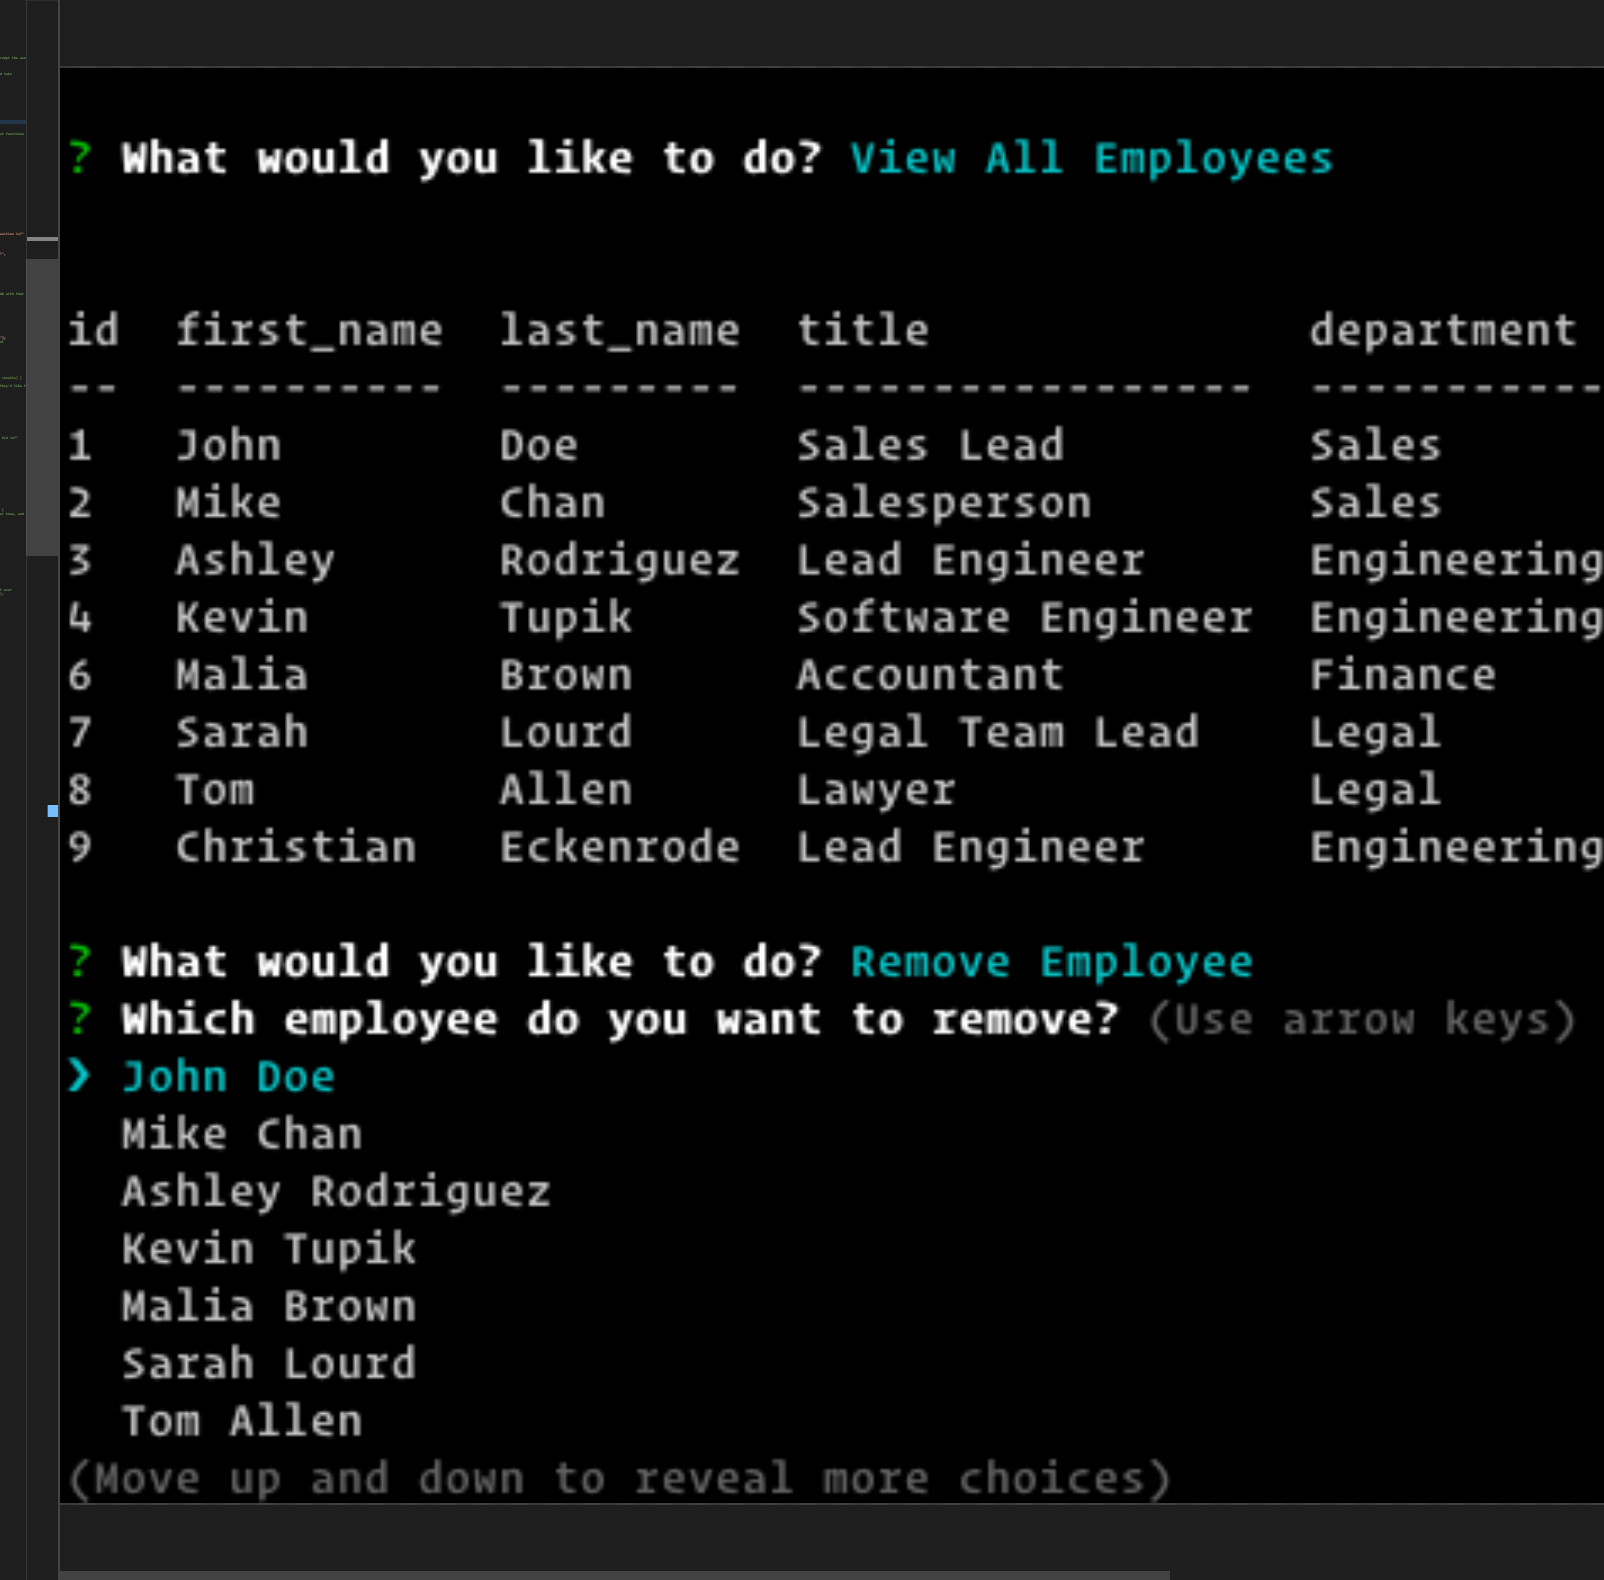 ? What would you like to do? View All Employees
id first_name last_name title department
-- ---------- --------- ----------------- -----------
1 John Doe Sales Lead Sales
2 Mike Chan Salesperson Sales
3 Ashley Rodriguez Lead Engineer Engineering
4 Kevin Tupik Software Engineer Engineering
6 Malia Brown Accountant Finance
7 Sarah Lourd Legal Team Lead Legal
8 Tom Allen Lawyer Legal
9 Christian Eckenrode Lead Engineer Engineering
? What would you like to do? Remove Employee
? Which employee do you want to remove? (Use arrow keys)
❯ John Doe
Mike Chan
Ashley Rodriguez
Kevin Tupik
Malia Brown
Sarah Lourd
Tom Allen
(Move up and down to reveal more choices)